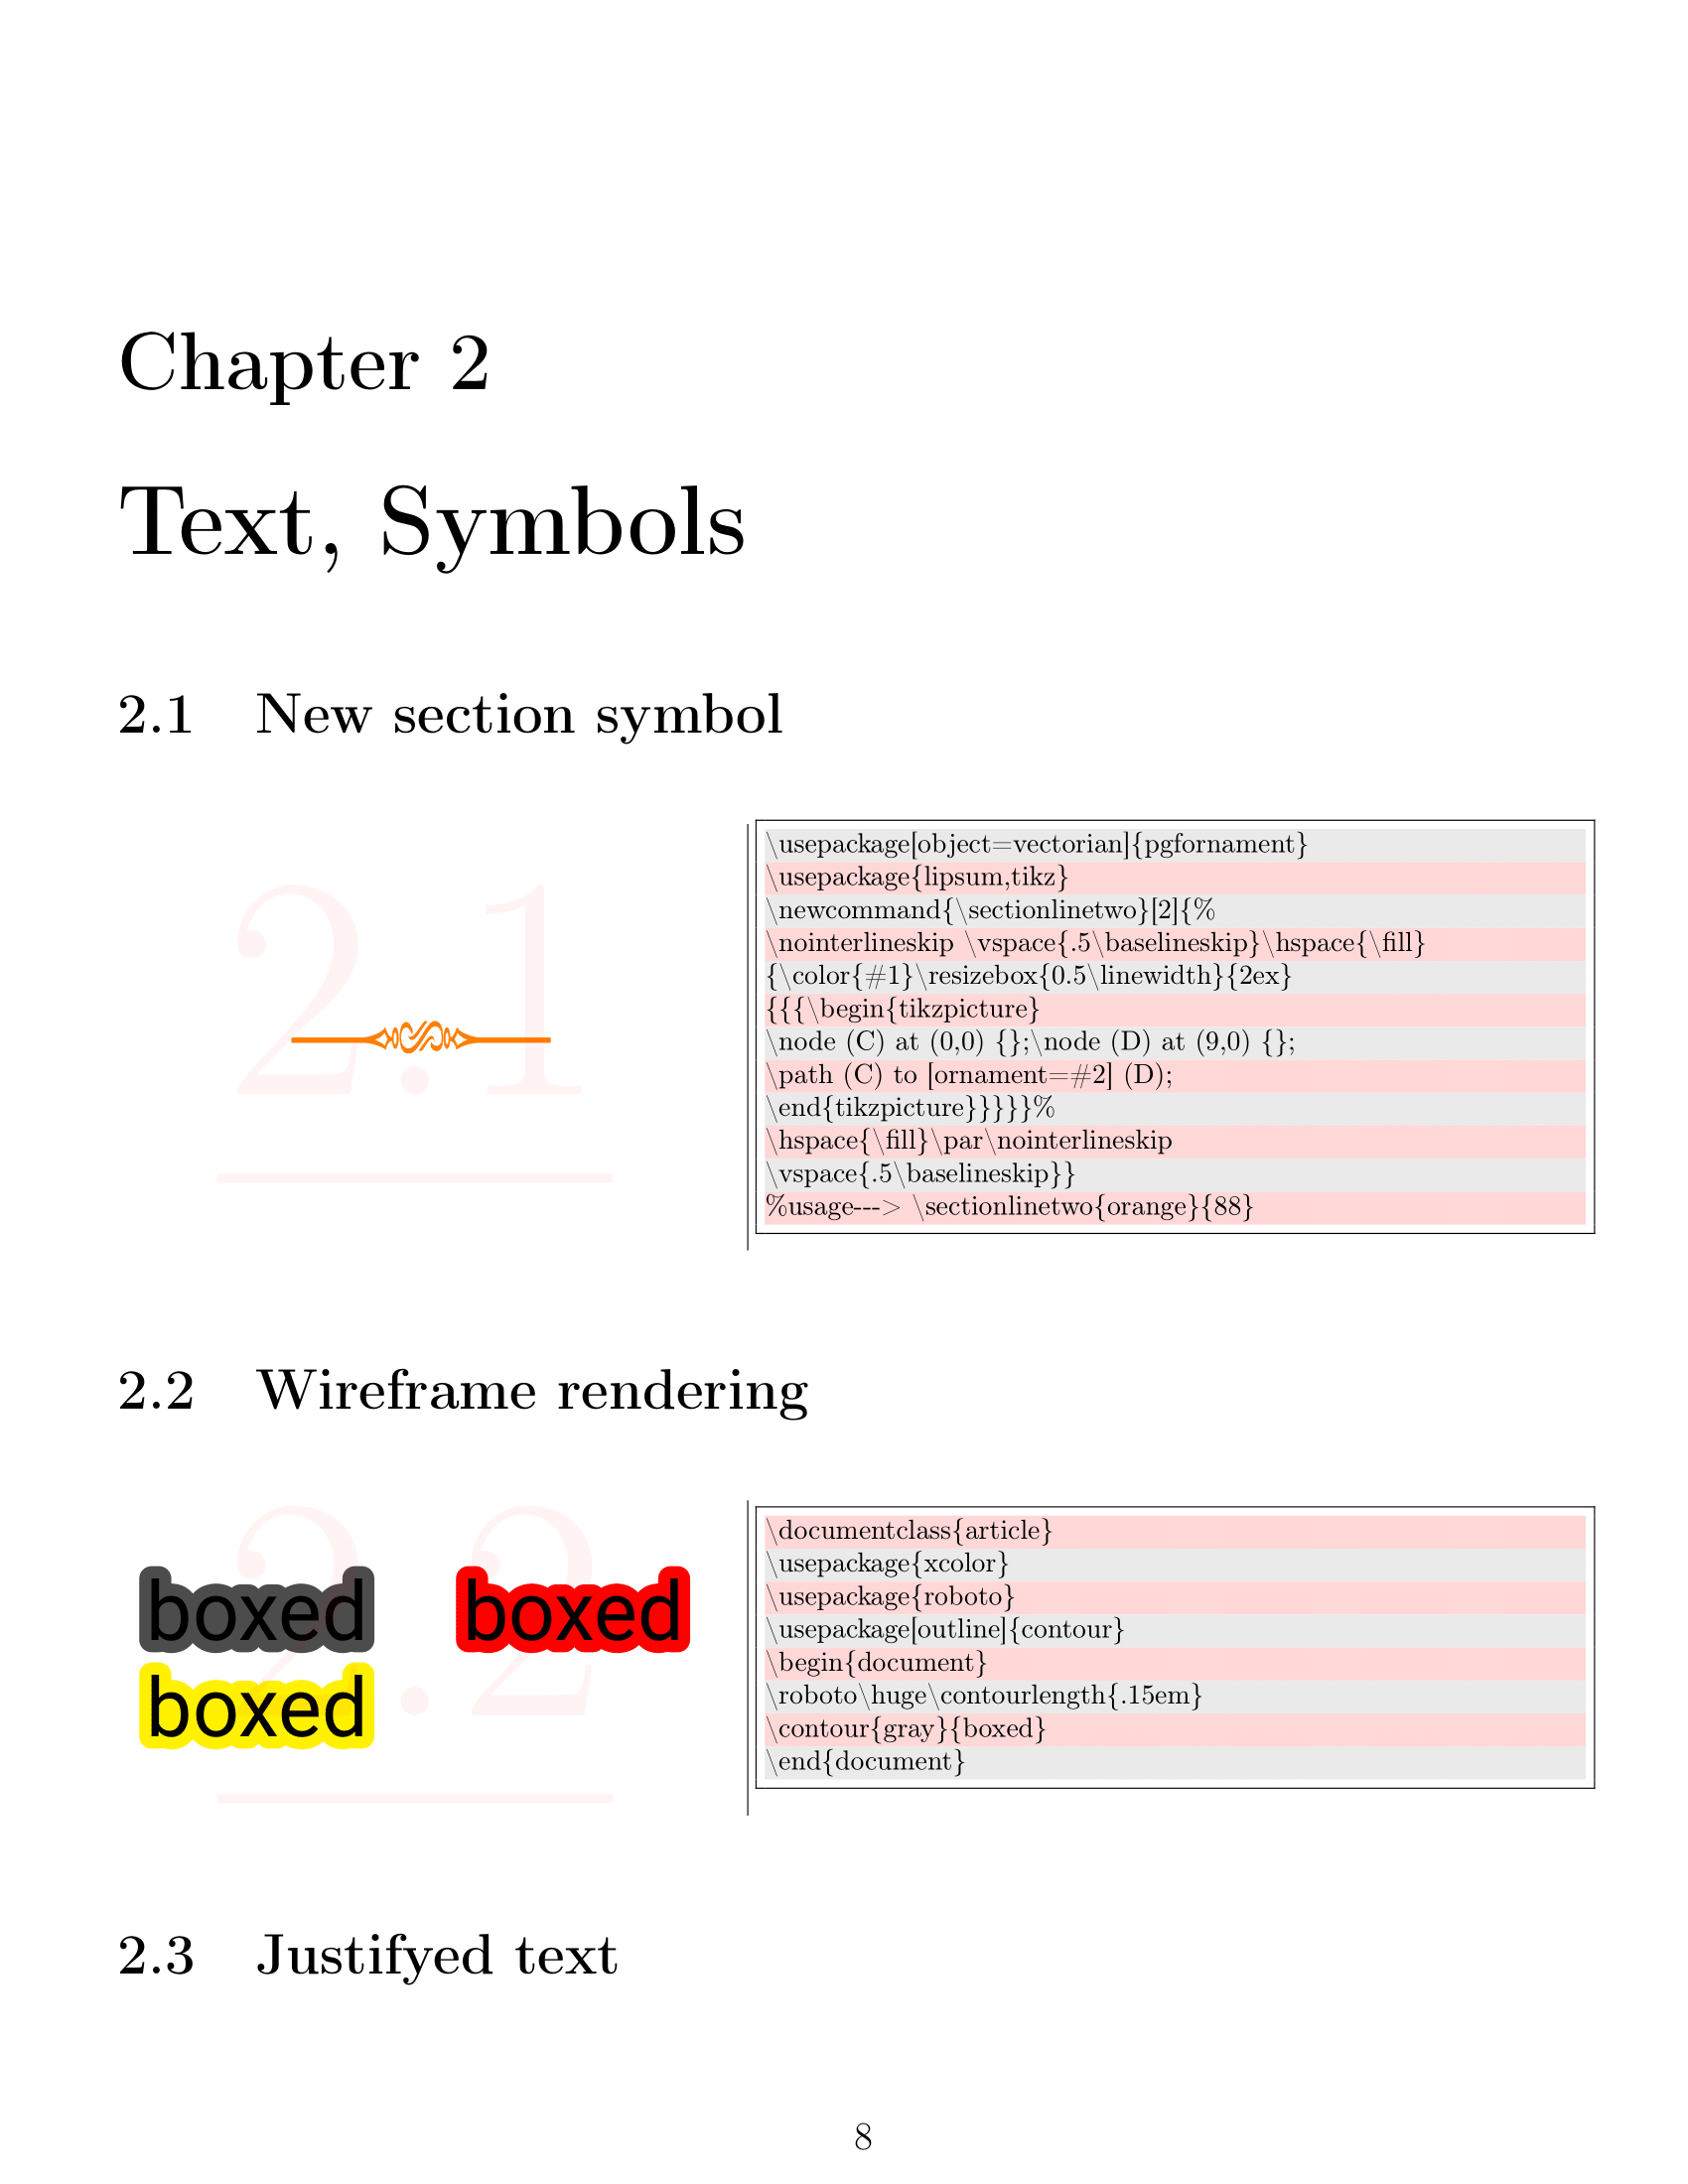 Chapter 2
Text, Symbols
2.1 New section symbol
2.1
\usepackage[object=vectorian]{pgfornament}
\usepackage{lipsum,tikz}
\newcommand{\sectionlinetwo}[2]{%
\nointerlineskip \vspace{.5\baselineskip}\hspace{\fill}
{\color{#1}\resizebox{0.5\linewidth}{2ex}
{{{\begin{tikzpicture}
\node (C) at (0,0) {};\node (D) at (9,0) {};
\path (C) to [ornament=#2] (D);
\end{tikzpicture}}}}}%
\hspace{\fill}\par\nointerlineskip
\vspace{.5\baselineskip}}
%usage---> \sectionlinetwo{orange}{88}
2.2 Wireframe rendering
2.2
boxed boxed
boxed
\documentclass{article}
\usepackage{xcolor}
\usepackage{roboto}
\usepackage[outline]{contour}
\begin{document}
\roboto\huge\contourlength{.15em}
\contour{gray}{boxed}
\end{document}
2.3 Justifyed text
8